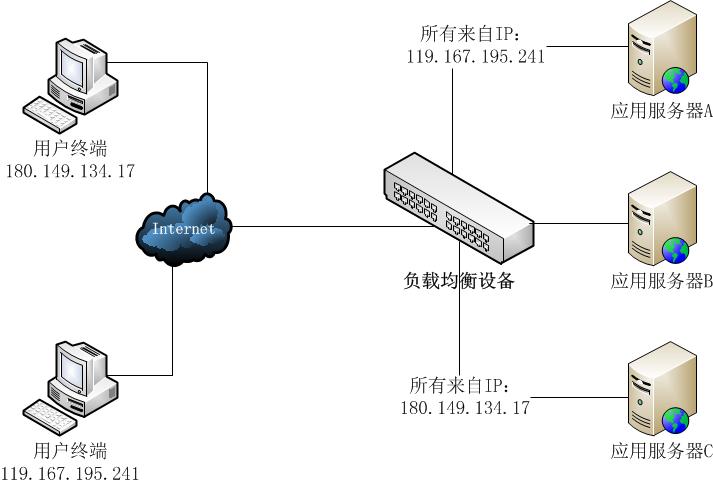 所有来自IP：
119.167.195.241
应用服务器A
用户终端
180.149.134.17
Internet
应用服务器B
负载均衡设备
所有来自IP：
180.149.134.17
应用服务器C
用户终端
119.167.195.241